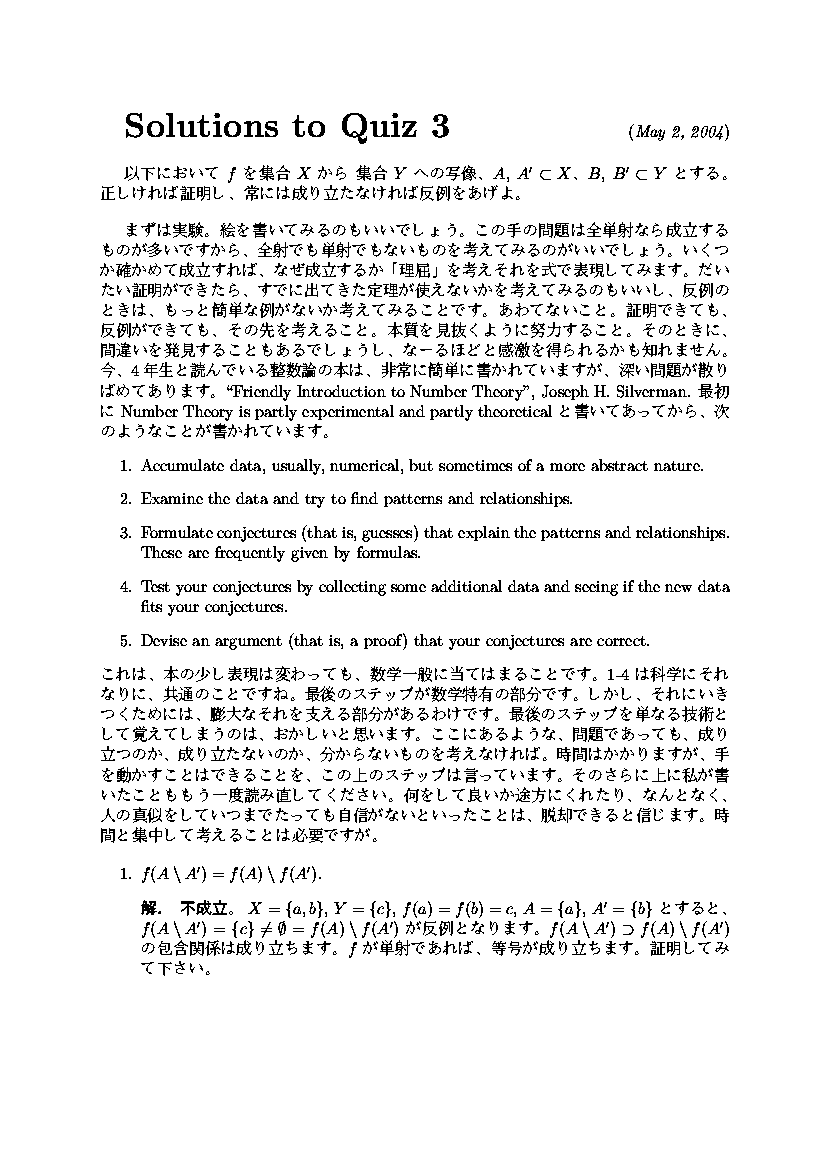 Solutions to Quiz 3 (May 2, 2004)
以下において f を集合 X から 集合 Y への写像、A, A′ ⊂ X、B, B′ ⊂ Y とする。
正しければ証明し、常には成り立たなければ反例をあげよ。
まずは実験。絵を書いてみるのもいいでしょう。この手の問題は全単射なら成立する
ものが多いですから、全射でも単射でもないものを考えてみるのがいいでしょう。いくつ
か確かめて成立すれば、なぜ成立するか「理屈」を考えそれを式で表現してみます。だい
たい証明ができたら、すでに出てきた定理が使えないかを考えてみるのもいいし、反例の
ときは、もっと簡単な例がないか考えてみることです。あわてないこと。証明できても、
反例ができても、その先を考えること。本質を見抜くように努力すること。そのときに、
間違いを発見することもあるでしょうし、なーるほどと感激を得られるかも知れません。
今、4 年生と読んでいる整数論の本は、非常に簡単に書かれていますが、深い問題が散り
ばめてあります。“Friendly Introduction to Number Theory”, Joseph H. Silverman. 最初
に Number Theory is partly experimental and partly theoretical と書いてあってから、次
のようなことが書かれています。
1. Accumulate data, usually, numerical, but sometimes of a more abstract nature.
2. Examine the data and try to find patterns and relationships.
3. Formulate conjectures (that is, guesses) that explain the patterns and relationships.
These are frequently given by formulas.
4. Test your conjectures by collecting some additional data and seeing if the new data
fits your conjectures.
5. Devise an argument (that is, a proof) that your conjectures are correct.
これは、本の少し表現は変わっても、数学一般に当てはまることです。1-4 は科学にそれ
なりに、共通のことですね。最後のステップが数学特有の部分です。しかし、それにいき
つくためには、膨大なそれを支える部分があるわけです。最後のステップを単なる技術と
して覚えてしまうのは、おかしいと思います。ここにあるような、問題であっても、成り
立つのか、成り立たないのか、分からないものを考えなければ。時間はかかりますが、手
を動かすことはできることを、この上のステップは言っています。そのさらに上に私が書
いたことももう一度読み直してください。何をして良いか途方にくれたり、なんとなく、
人の真似をしていつまでたっても自信がないといったことは、脱却できると信じます。時
間と集中して考えることは必要ですが。
1. f(A \ A′) = f(A) \ f(A′).
解. 不成立。 X = {a, b}, Y = {c}, f(a) = f(b) = c, A = {a}, A′ = {b} とすると、
f(A \ A′) = {c} ≠ ∅ = f(A) \ f(A′) が反例となります。f(A \ A′) ⊃ f(A) \ f(A′)
の包含関係は成り立ちます。f が単射であれば、等号が成り立ちます。証明してみ
て下さい。